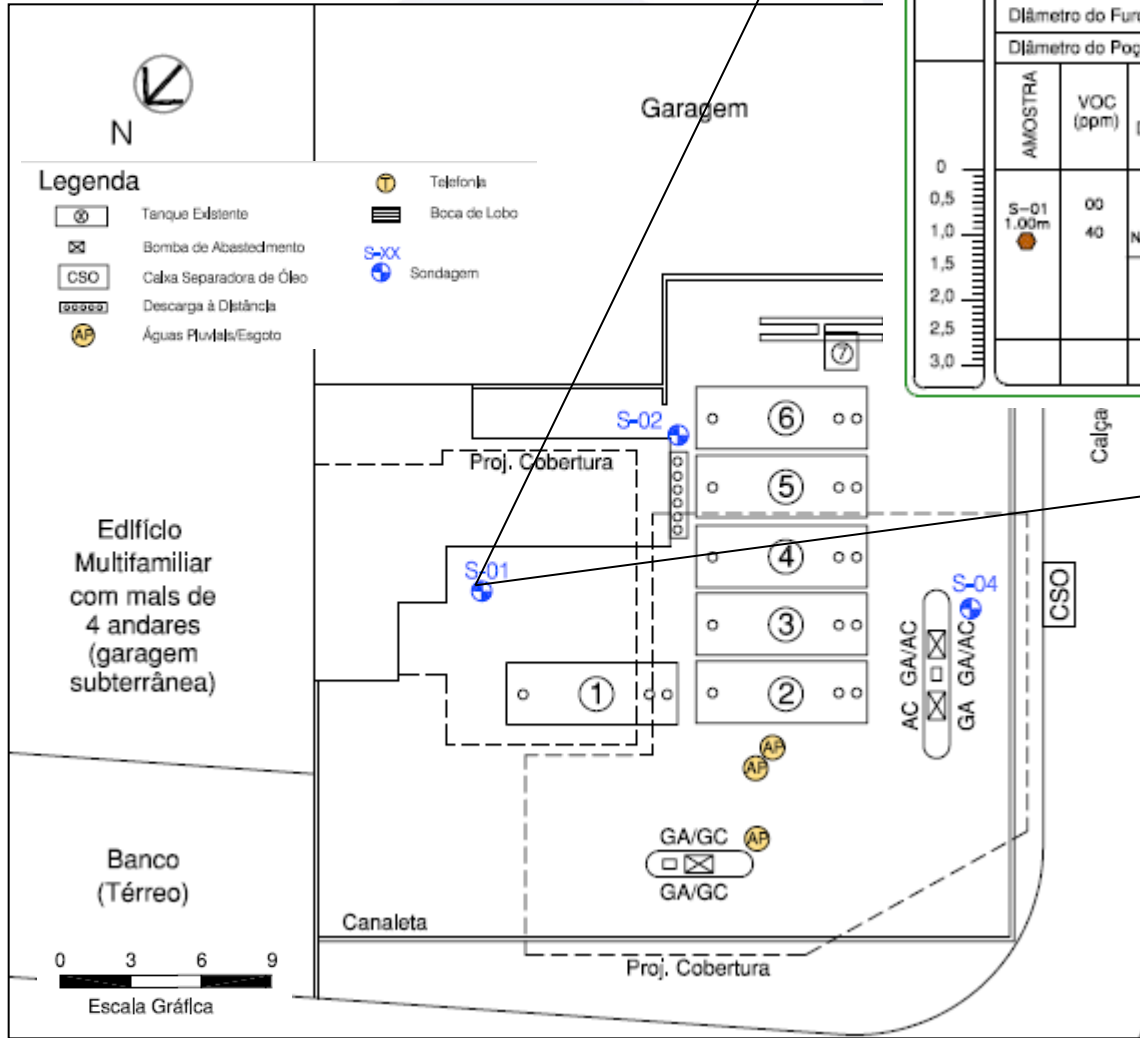 N
Legenda
Tanque Existente
Bomba de Abastecimento
CSO Caixa Separadora de Óleo
Descarga à Distância
AP Águas Pluviais/Esgoto
T Telefonia
Boca de Lobo
S-XX
Sondagem
Garagem
Diâmetro do Furo
Diâmetro do Poç
AMOSTRA
VOC
(ppm)
0
0,5
1,0
1,5
2,0
2,5
3,0
S-01
1.00m
00
40
N
Calça
7
6
5
4
3
2
1
S-02
Proj. Cobertura
S-01
S-04
CSO
AC GA/AC
GA GA/AC
Edifício
Multifamiliar
com mais de
4 andares
(garagem
subterrânea)
AP
AP
AP
GA/GC
GA/GC
Banco
(Térreo)
Canaleta
Proj. Cobertura
0 3 6 9
Escala Gráfica